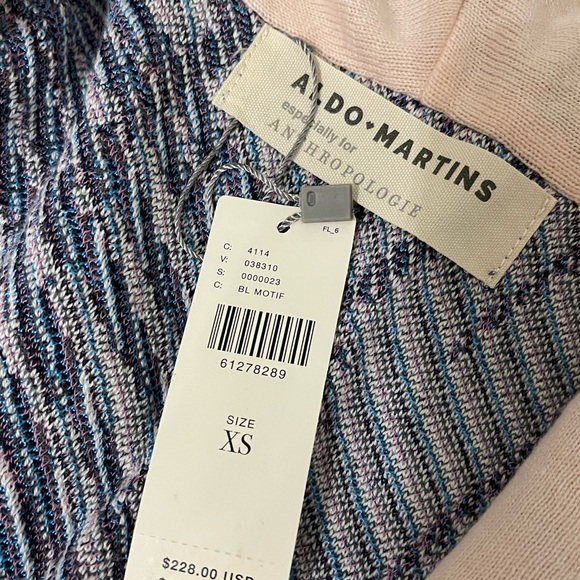 ALDO♦MARTINS
especially for
ANTHROPOLOGIE
FL_6
C: 4114
V: 038310
S: 0000023
C: BL MOTIF
61278289
SIZE
XS
$228.00 USD